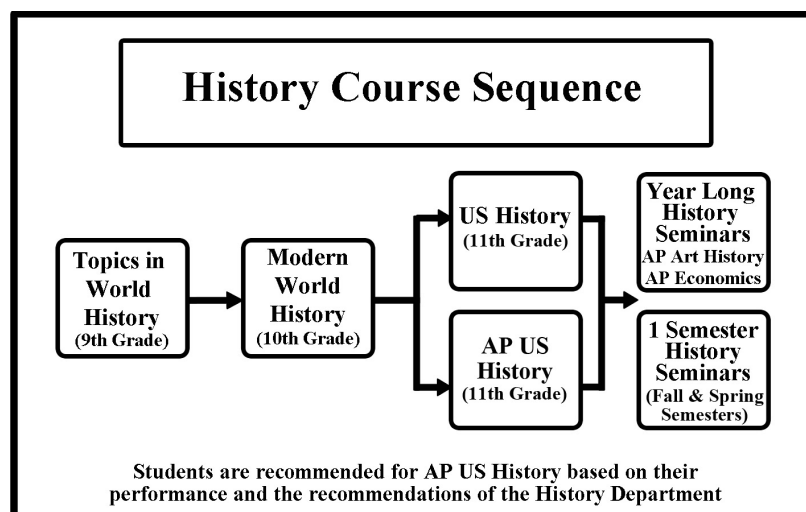 History Course Sequence
Topics in
World
History
(9th Grade)
Modern
World
History
(10th Grade)
US History
(11th Grade)
AP US
History
(11th Grade)
Year Long
History
Seminars
AP Art History
AP Economics
1 Semester
History
Seminars
(Fall & Spring
Semesters)
Students are recommended for AP US History based on their
performance and the recommendations of the History Department